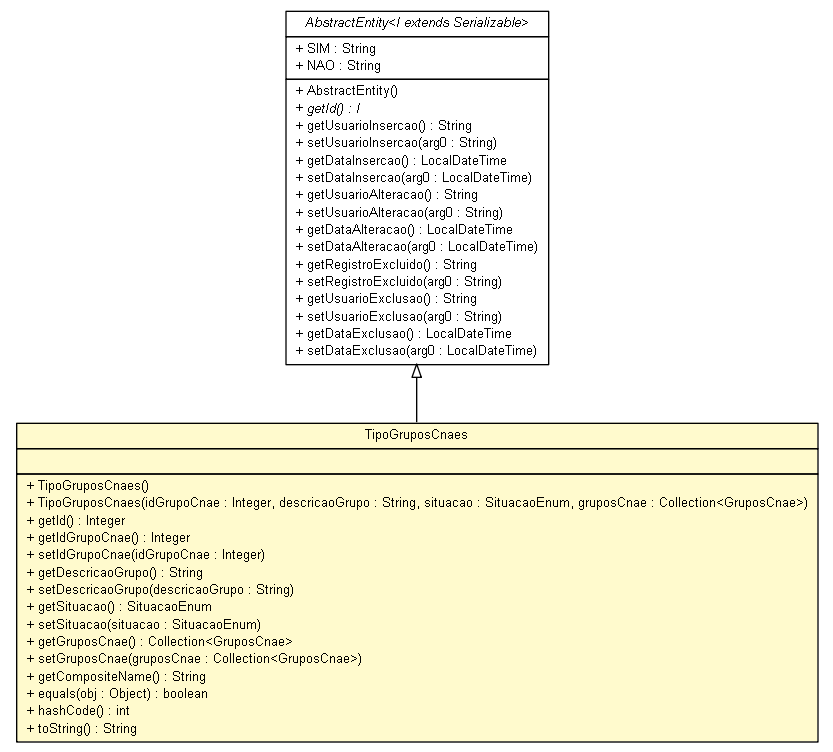 AbstractEntity<I extends Serializable>
+ SIM : String
+ NAO : String
+ AbstractEntity()
+ getId() : I
+ getUsuarioInsercao() : String
+ setUsuarioInsercao(arg0 : String)
+ getDataInsercao() : LocalDateTime
+ setDataInsercao(arg0 : LocalDateTime)
+ getUsuarioAlteracao() : String
+ setUsuarioAlteracao(arg0 : String)
+ getDataAlteracao() : LocalDateTime
+ setDataAlteracao(arg0 : LocalDateTime)
+ getRegistroExcluido() : String
+ setRegistroExcluido(arg0 : String)
+ getUsuarioExclusao() : String
+ setUsuarioExclusao(arg0 : String)
+ getDataExclusao() : LocalDateTime
+ setDataExclusao(arg0 : LocalDateTime)
TipoGruposCnaes
+ TipoGruposCnaes()
+ TipoGruposCnaes(idGrupoCnae : Integer, descricaoGrupo : String, situacao : SituacaoEnum, gruposCnae : Collection<GruposCnae>)
+ getId() : Integer
+ getIdGrupoCnae() : Integer
+ setIdGrupoCnae(idGrupoCnae : Integer)
+ getDescricaoGrupo() : String
+ setDescricaoGrupo(descricaoGrupo : String)
+ getSituacao() : SituacaoEnum
+ setSituacao(situacao : SituacaoEnum)
+ getGruposCnae() : Collection<GruposCnae>
+ setGruposCnae(gruposCnae : Collection<GruposCnae>)
+ getCompositeName() : String
+ equals(obj : Object) : boolean
+ hashCode() : int
+ toString() : String